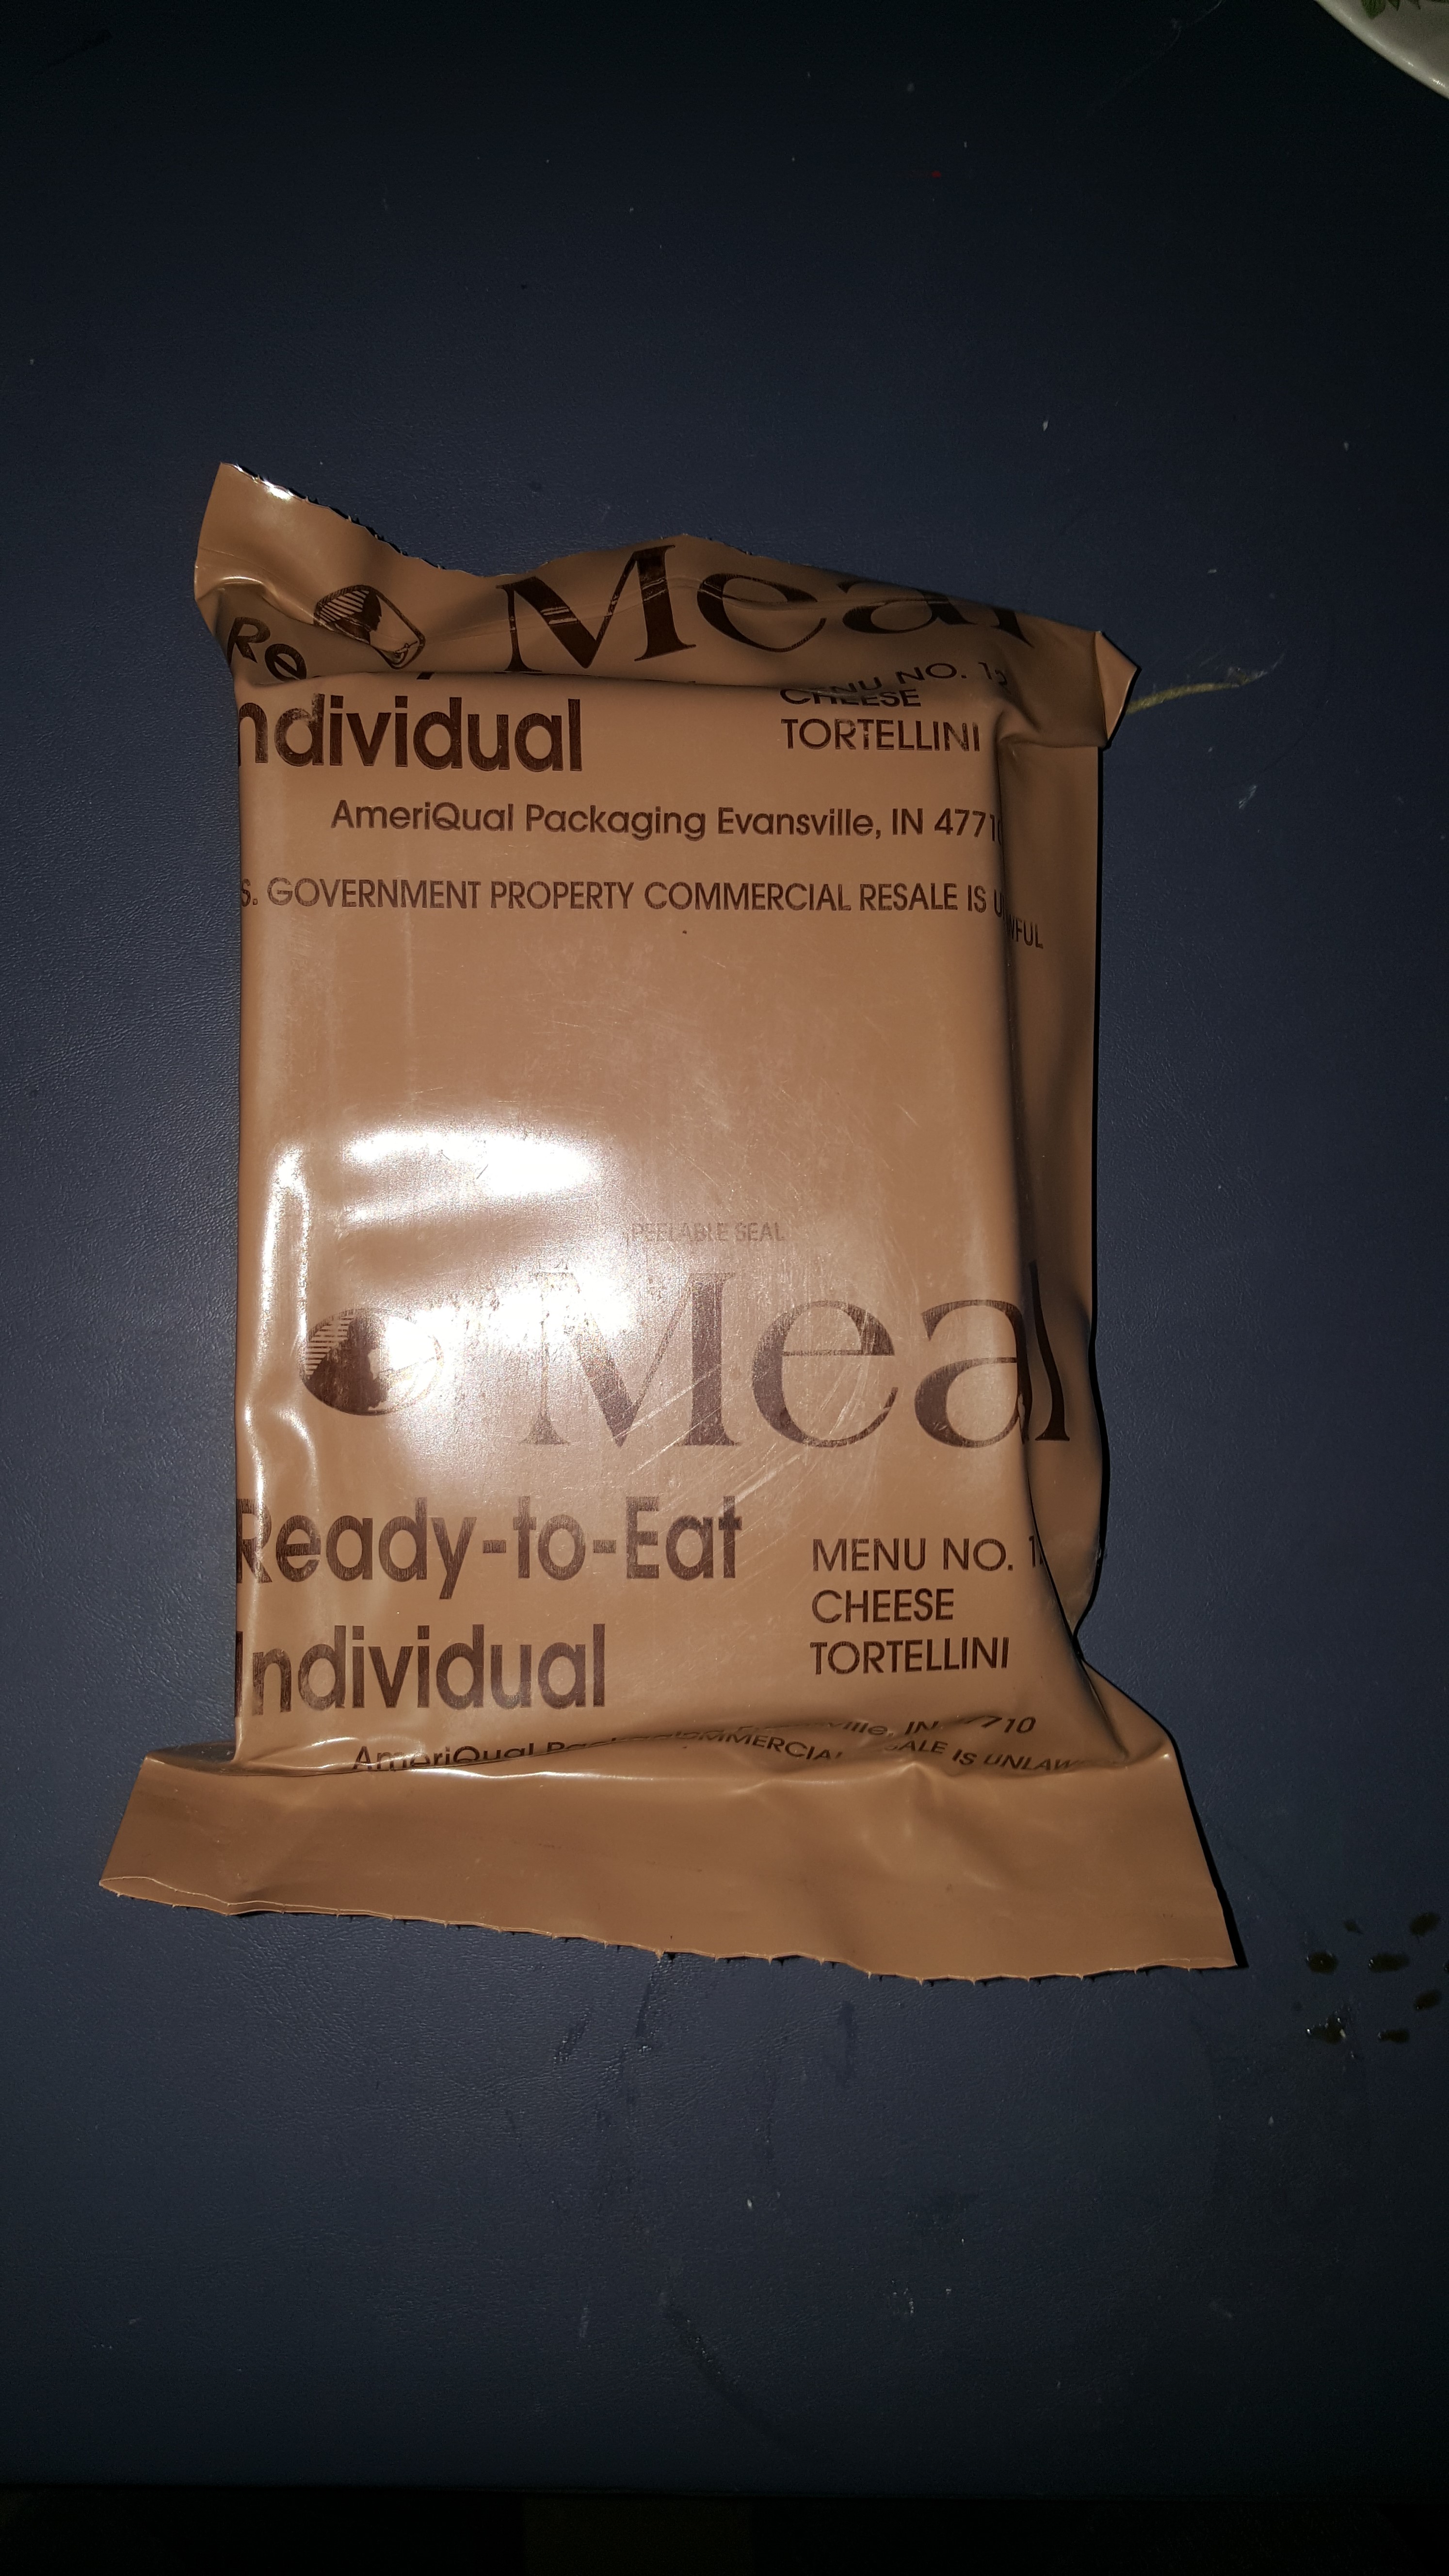 Meal
Re
MENU NO. 1
ndividual
CHEESE
TORTELLINI
AmeriQual Packaging Evansville, IN 4771
S. GOVERNMENT PROPERTY COMMERCIAL RESALE IS U WFUL
PEELABLE SEAL
Meal
Ready-to-Eat
MENU NO. 1
CHEESE
Individual
TORTELLINI
AmeriQual ville, IN 7710
COMMERCIAL SALE IS UNLAW